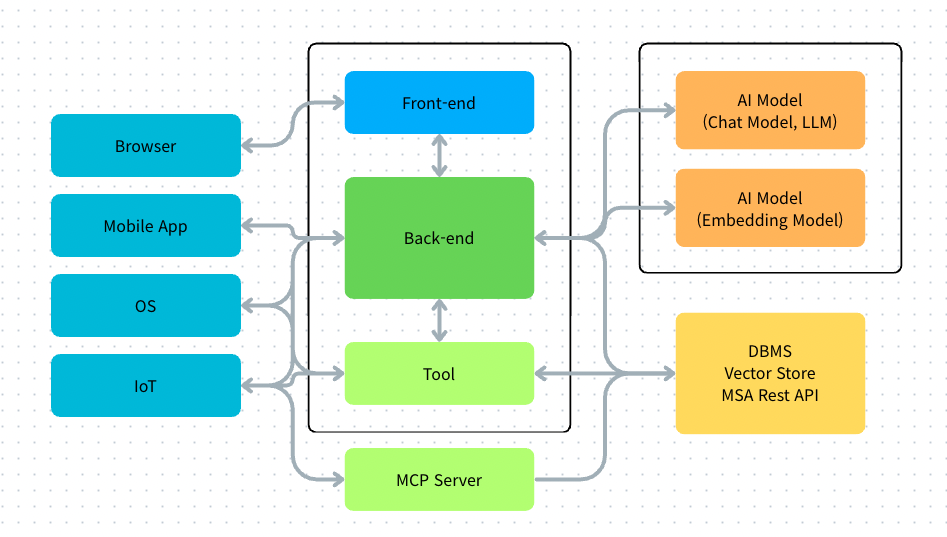 Browser
Mobile App
OS
IoT
Front-end
Back-end
Tool
MCP Server
AI Model
(Chat Model, LLM)
AI Model
(Embedding Model)
DBMS
Vector Store
MSA Rest API